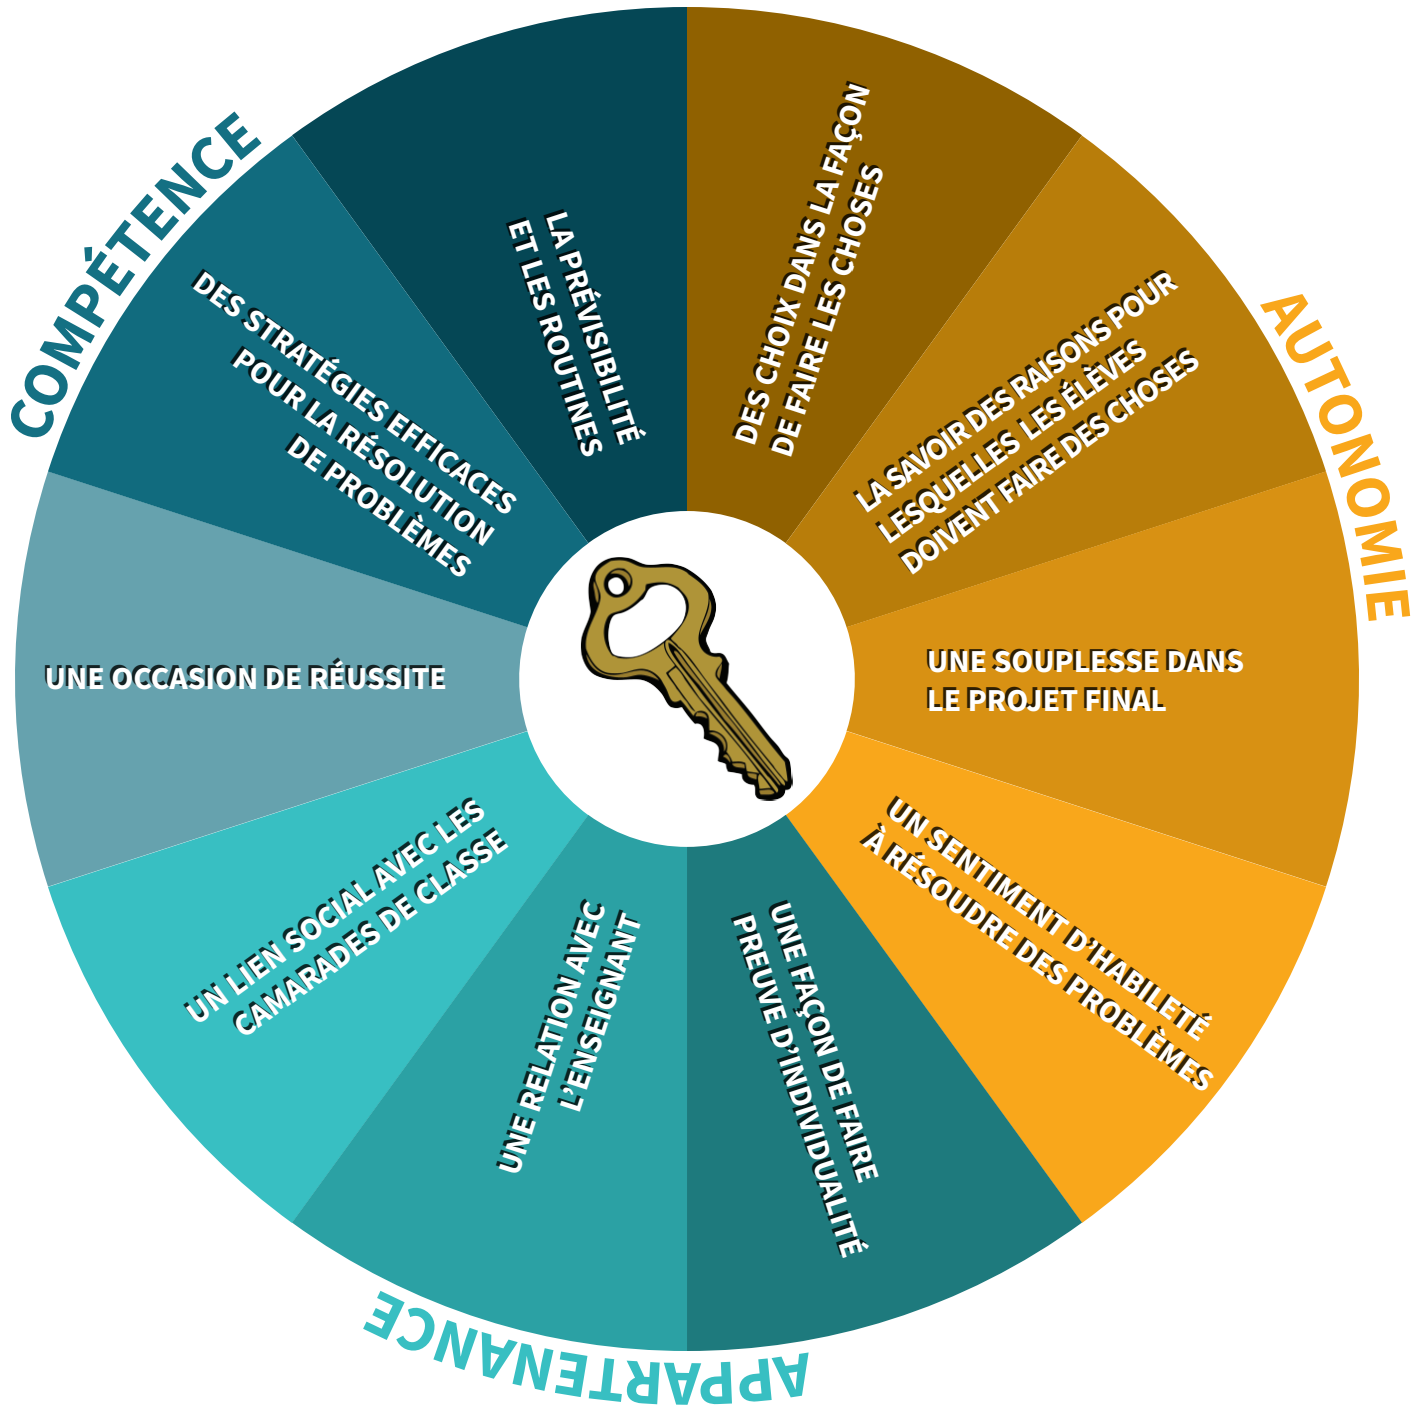 COMPÉTENCE
LA PRÉVISIBILITÉ
ET LES ROUTINES
DES STRATÉGIES EFFICACES
POUR LA RÉSOLUTION
DE PROBLÈMES
UNE OCCASION DE RÉUSSITE
AUTONOMIE
DES CHOIX DANS LA FAÇON
DE FAIRE LES CHOSES
LA SAVOIR DES RAISONS POUR
LESQUELLES LES ÉLÈVES
DOIVENT FAIRE DES CHOSES
UNE SOUPLESSE DANS
LE PROJET FINAL
UN SENTIMENT D’HABILETÉ
À RÉSOUDRE DES PROBLÈMES
APPARTENANCE
UNE FAÇON DE FAIRE
PREUVE D’INDIVIDUALITÉ
UNE RELATION AVEC
L’ENSEIGNANT
UN LIEN SOCIAL AVEC LES
CAMARADES DE CLASSE